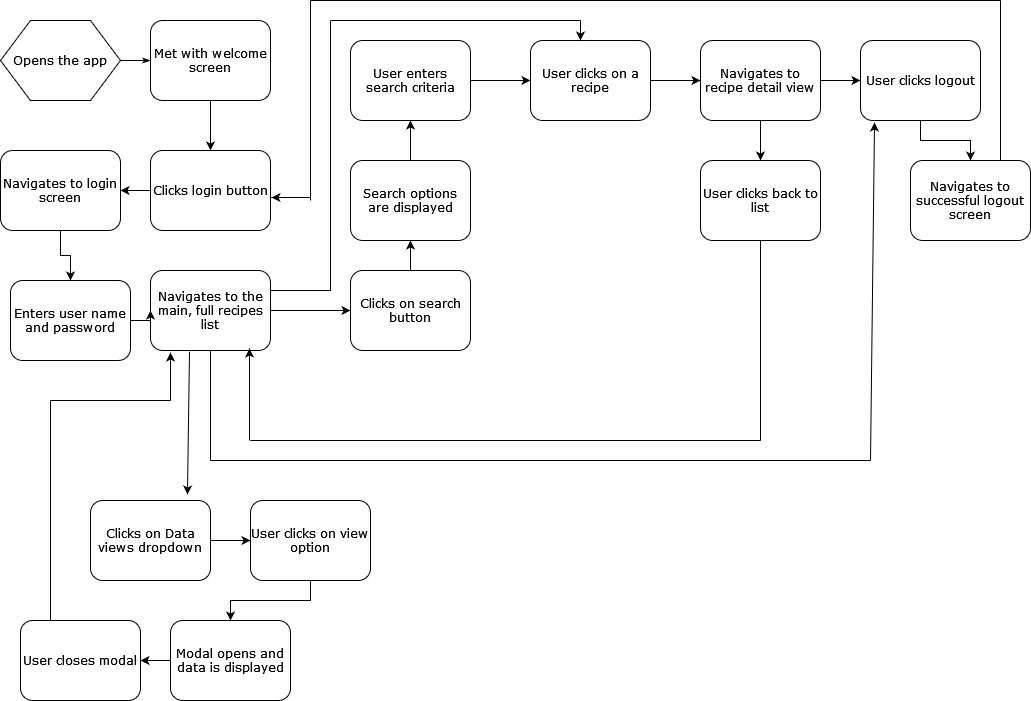 Opens the app
Met with welcome
screen
User enters
search criteria
User clicks on a
recipe
Navigates to
recipe detail view
User clicks logout
Navigates to login
screen
Clicks login button
Search options
are displayed
User clicks back to
list
Navigates to
successful logout
screen
Enters user name
and password
Navigates to the
main, full recipes
list
Clicks on search
button
Clicks on Data
views dropdown
User clicks on view
option
User closes modal
Modal opens and
data is displayed